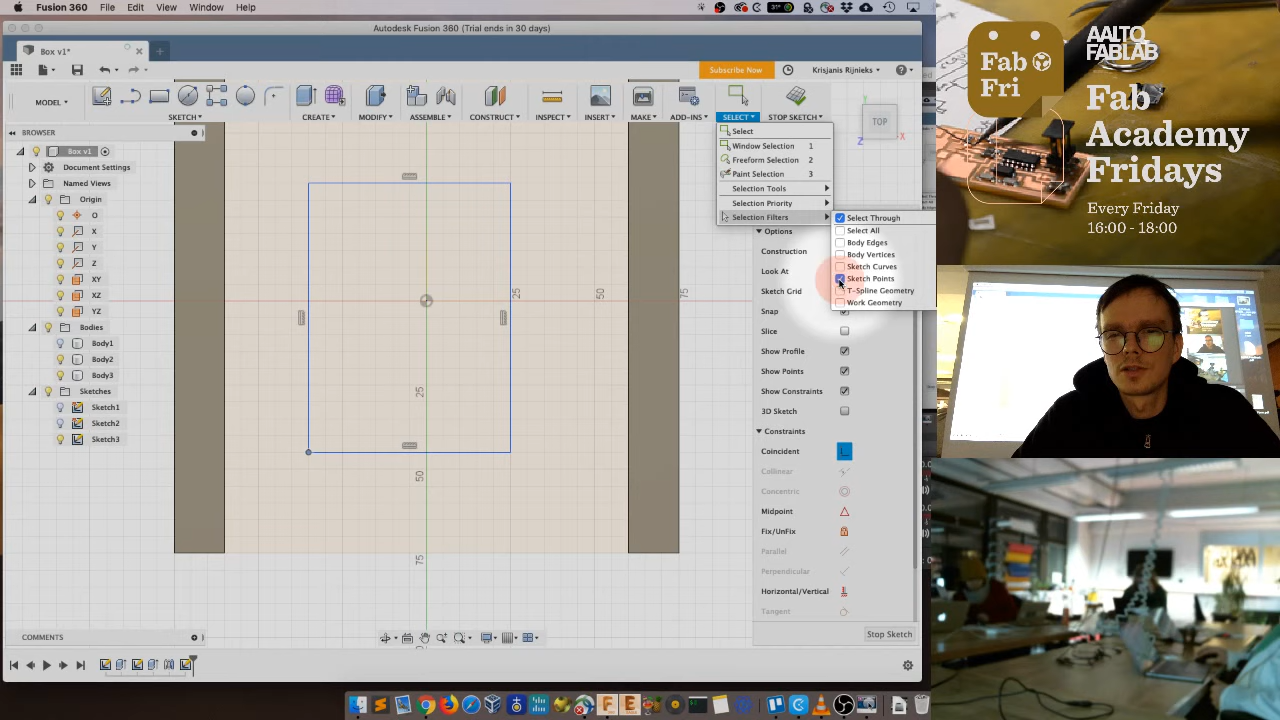 Fusion 360 File Edit View Window Help
Autodesk Fusion 360 (Trial ends in 30 days)
Box v1*
Subscribe Now
Krisjanis Rijnieks
MODEL
SKETCH
CREATE
MODIFY
ASSEMBLE
CONSTRUCT
INSPECT
INSERT
MAKE
ADD-INS
SELECT
STOP SKETCH
BROWSER
Box v1
Document Settings
Named Views
Origin
O
X
Y
Z
XY
XZ
YZ
Bodies
Body1
Body2
Body3
Sketches
Sketch1
Sketch2
Sketch3
25
50
75
25
50
75
TOP
X
Z
Select
Window Selection 1
Freeform Selection 2
Paint Selection 3
Selection Tools
Selection Priority
Selection Filters
Select Through
Select All
Body Edges
Body Vertices
Sketch Curves
Sketch Points
T-Spline Geometry
Work Geometry
Options
Construction
Look At
Sketch Grid
Snap
Slice
Show Profile
Show Points
Show Constraints
3D Sketch
Constraints
Coincident
Collinear
Concentric
Midpoint
Fix/UnFix
Parallel
Perpendicular
Horizontal/Vertical
Tangent
Stop Sketch
COMMENTS
Fab
Fri
AALTO
FABLAB
Fab
Academy
Fridays
Every Friday
16:00 - 18:00